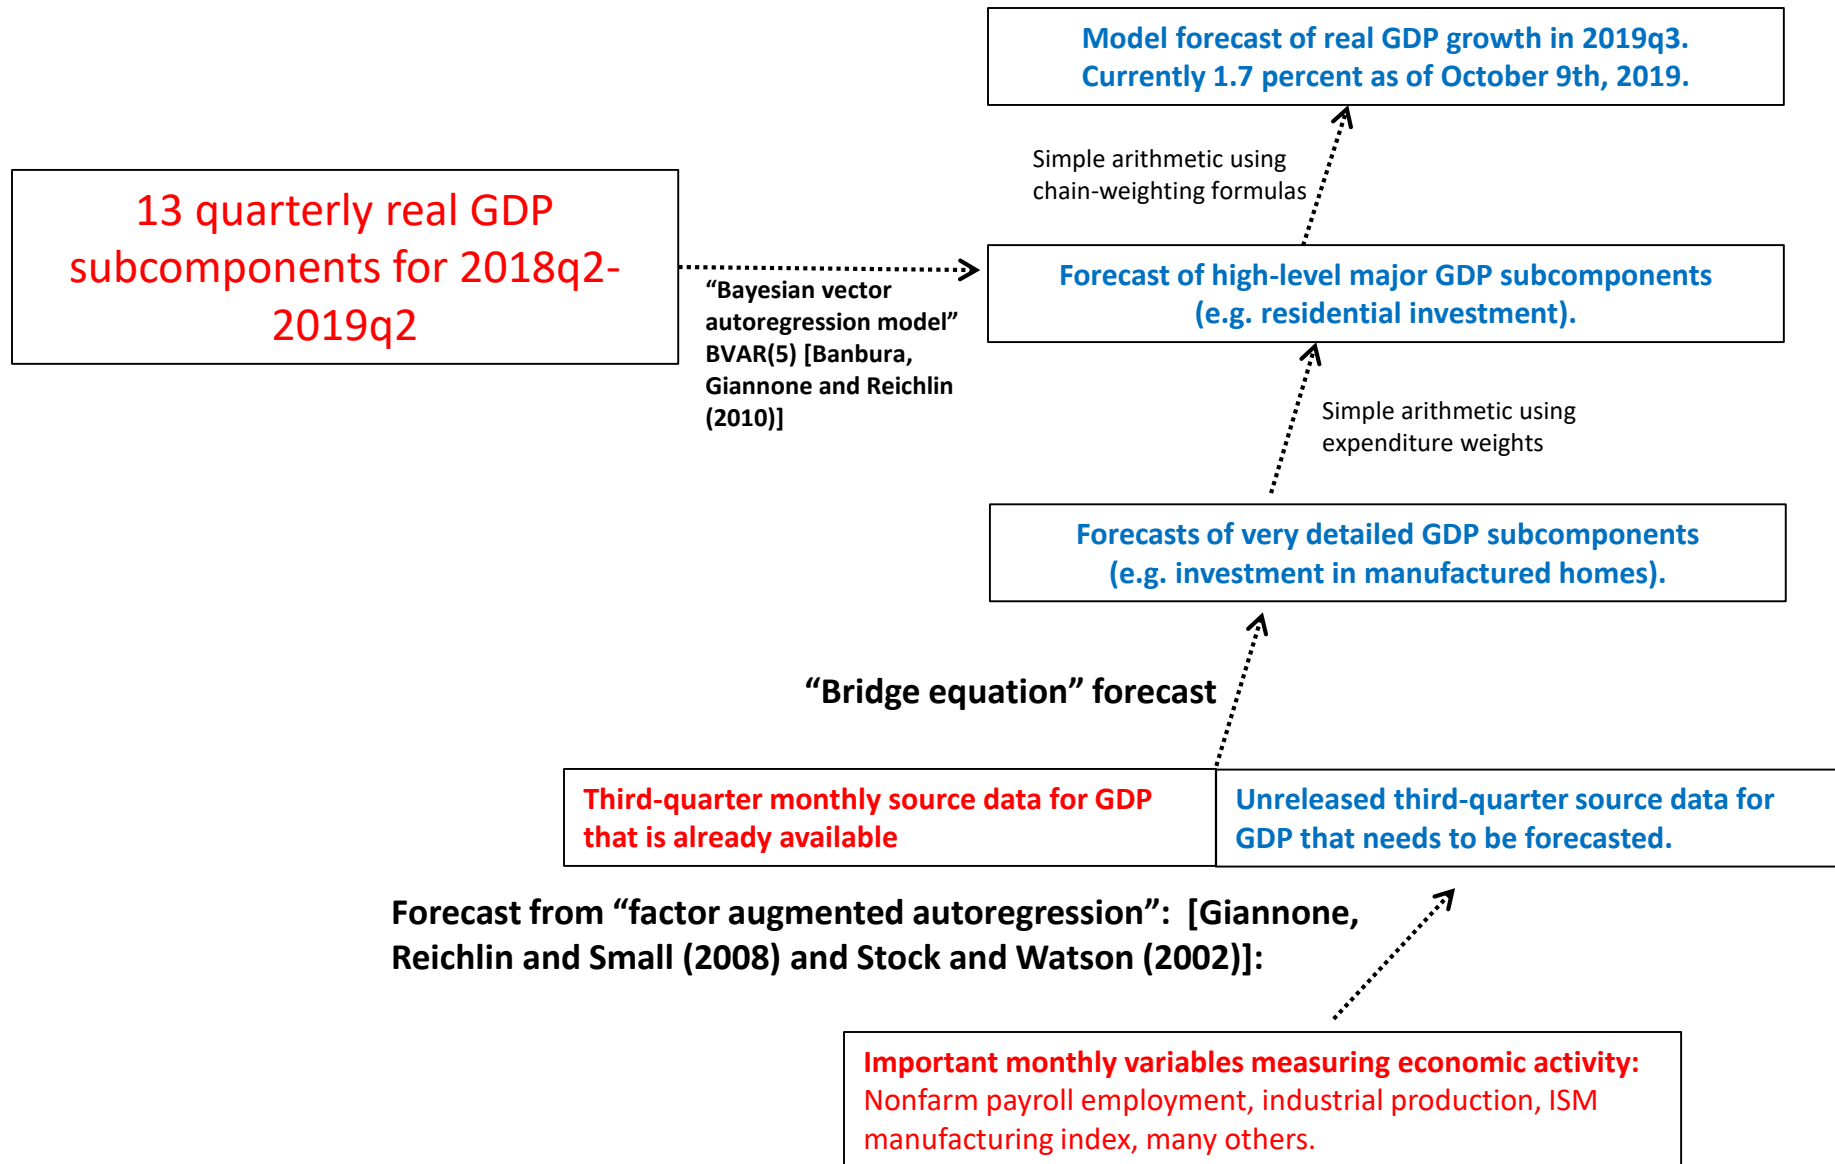 Model forecast of real GDP growth in 2019q3.
Currently 1.7 percent as of October 9th, 2019.
Simple arithmetic using
chain-weighting formulas
13 quarterly real GDP
subcomponents for 2018q2-
2019q2
“Bayesian vector
autoregression model”
BVAR(5) [Banbura,
Giannone and Reichlin
(2010)]
Forecast of high-level major GDP subcomponents
(e.g. residential investment).
Simple arithmetic using
expenditure weights
Forecasts of very detailed GDP subcomponents
(e.g. investment in manufactured homes).
“Bridge equation” forecast
Third-quarter monthly source data for GDP
that is already available
Unreleased third-quarter source data for
GDP that needs to be forecasted.
Forecast from “factor augmented autoregression”: [Giannone,
Reichlin and Small (2008) and Stock and Watson (2002)]:
Important monthly variables measuring economic activity:
Nonfarm payroll employment, industrial production, ISM
manufacturing index, many others.